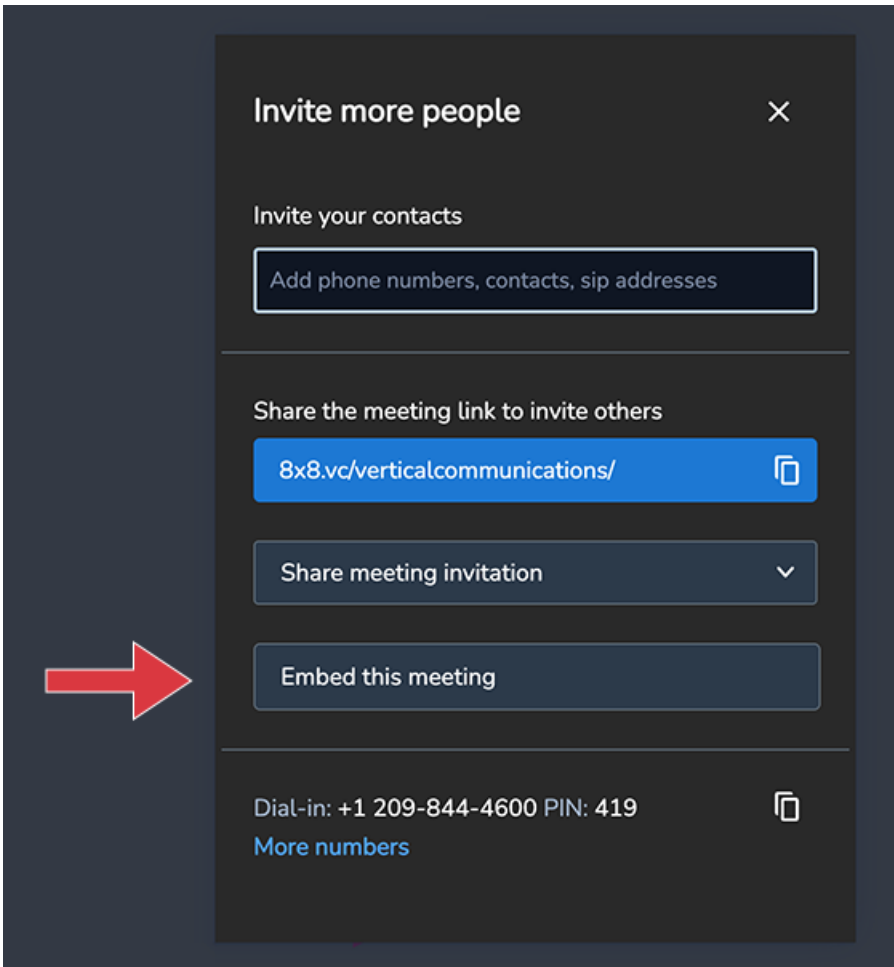 Invite more people
Invite your contacts
Add phone numbers, contacts, sip addresses
Share the meeting link to invite others
8x8.vc/verticalcommunications/
Share meeting invitation
Embed this meeting
Dial-in: +1 209-844-4600 PIN: 419
More numbers